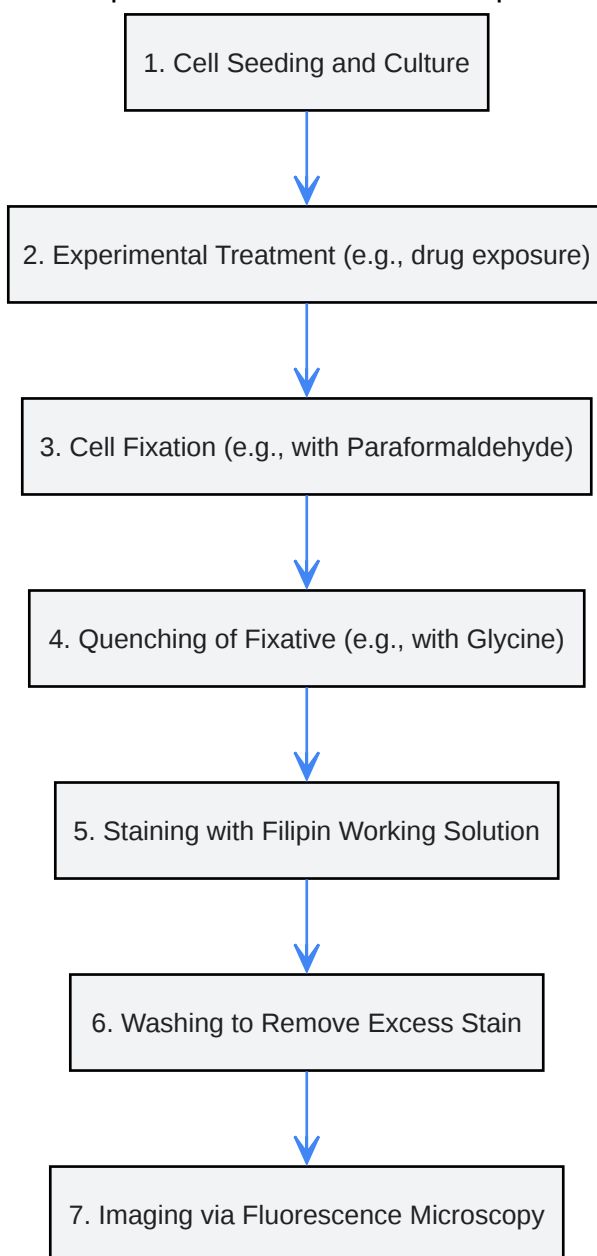 1. Cell Seeding and Culture
2. Experimental Treatment (e.g., drug exposure)
3. Cell Fixation (e.g., with Paraformaldehyde)
4. Quenching of Fixative (e.g., with Glycine)
5. Staining with Filipin Working Solution
6. Washing to Remove Excess Stain
7. Imaging via Fluorescence Microscopy